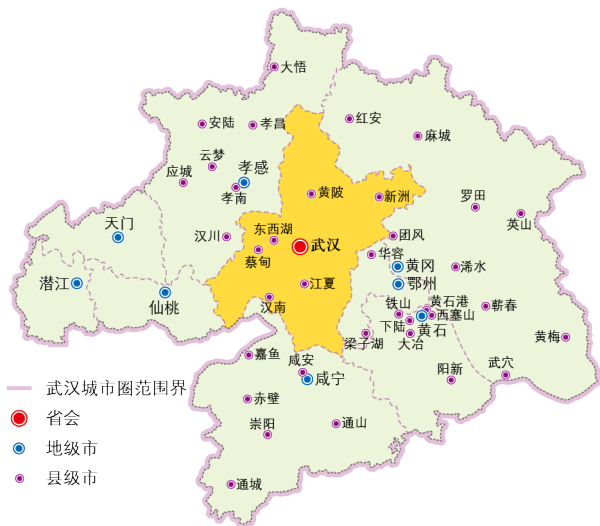 大悟
安陆
孝昌
红安
麻城
云梦
应城
孝感
孝南
黄陂
新洲
罗田
英山
天门
汉川
东西湖
武汉
蔡甸
团风
华容
黄冈
浠水
潜江
仙桃
江夏
鄂州
汉南
铁山
黄石港
西塞山
蕲春
下陆
黄石
大冶
梁子湖
黄梅
嘉鱼
咸安
咸宁
阳新
武穴
赤壁
崇阳
通山
通城
武汉城市圈范围界
省会
地级市
县级市